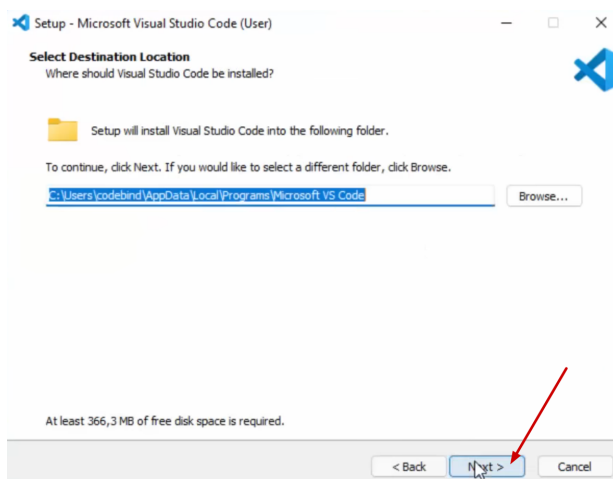 Setup - Microsoft Visual Studio Code (User)
Select Destination Location
Where should Visual Studio Code be installed?
Setup will install Visual Studio Code into the following folder.
To continue, click Next. If you would like to select a different folder, click Browse.
C:\Users\codebind\AppData\Local\Programs\Microsoft VS Code
Browse...
At least 366,3 MB of free disk space is required.
< Back Next > Cancel